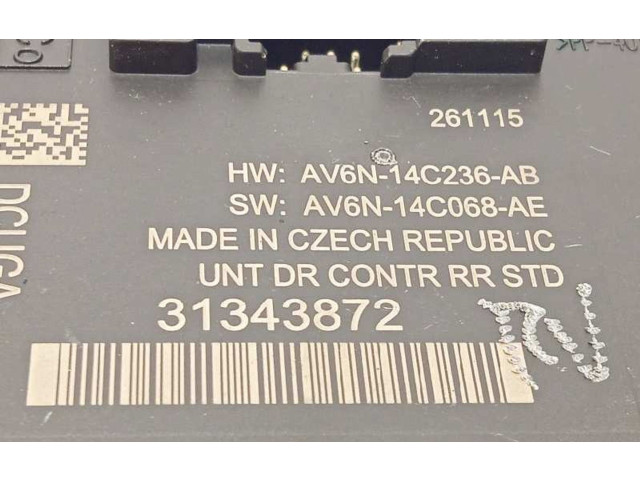 261115
HW: AV6N-14C236-AB
SW: AV6N-14C068-AE
MADE IN CZECH REPUBLIC
UNT DR CONTR RR STD
31343872